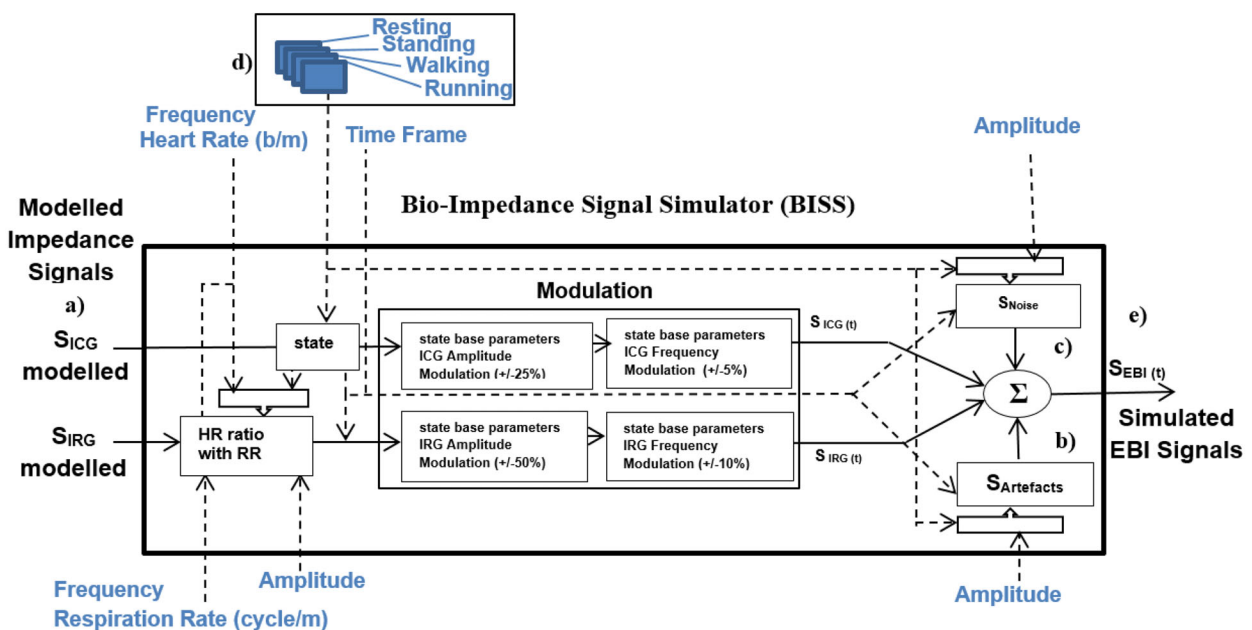 Resting
Standing
d)
Walking
Running
Frequency
Heart Rate (b/m)
Time Frame
Amplitude
Bio-Impedance Signal Simulator (BISS)
Modelled
Impedance
Signals
a)
SICG
modelled
SIRG
modelled
state
HR ratio
with RR
Modulation
state base parameters
ICG Amplitude
Modulation (+/-25%)
state base parameters
ICG Frequency
Modulation (+/-5%)
state base parameters
IRG Amplitude
Modulation (+/-50%)
state base parameters
IRG Frequency
Modulation (+/-10%)
S ICG (t)
S IRG (t)
SNoise
c)
Σ
b)
SArtefacts
e)
SEBI (t)
Simulated
EBI Signals
Frequency
Respiration Rate (cycle/m)
Amplitude
Amplitude